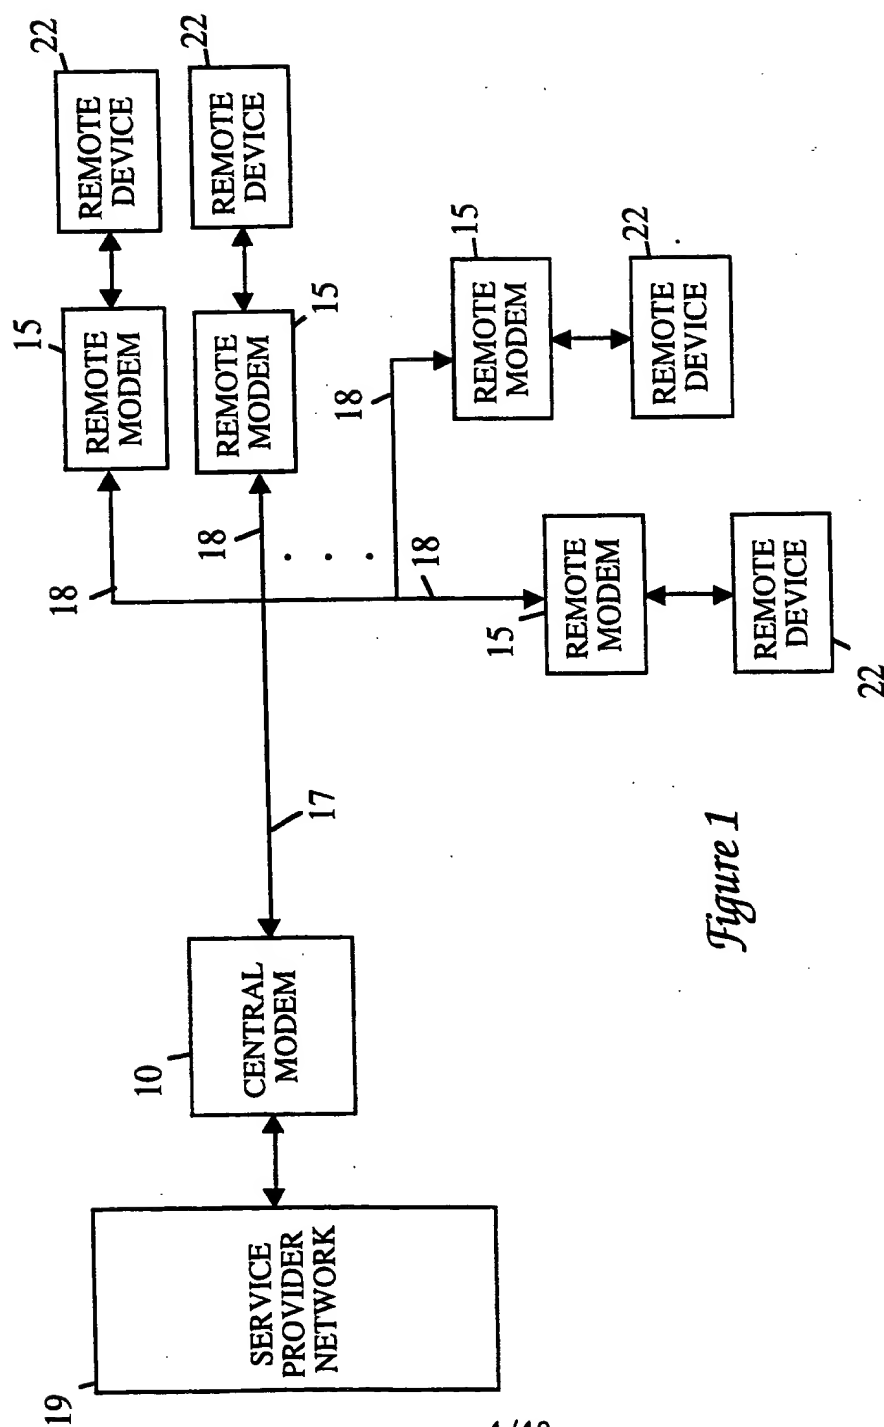 19
SERVICE
PROVIDER
NETWORK
10
CENTRAL
MODEM
17
18
15
REMOTE
MODEM
22
REMOTE
DEVICE
18
REMOTE
MODEM
15
22
REMOTE
DEVICE
. . .
18
15
REMOTE
MODEM
22
REMOTE
DEVICE
18
15
REMOTE
MODEM
REMOTE
DEVICE
22
Figure 1